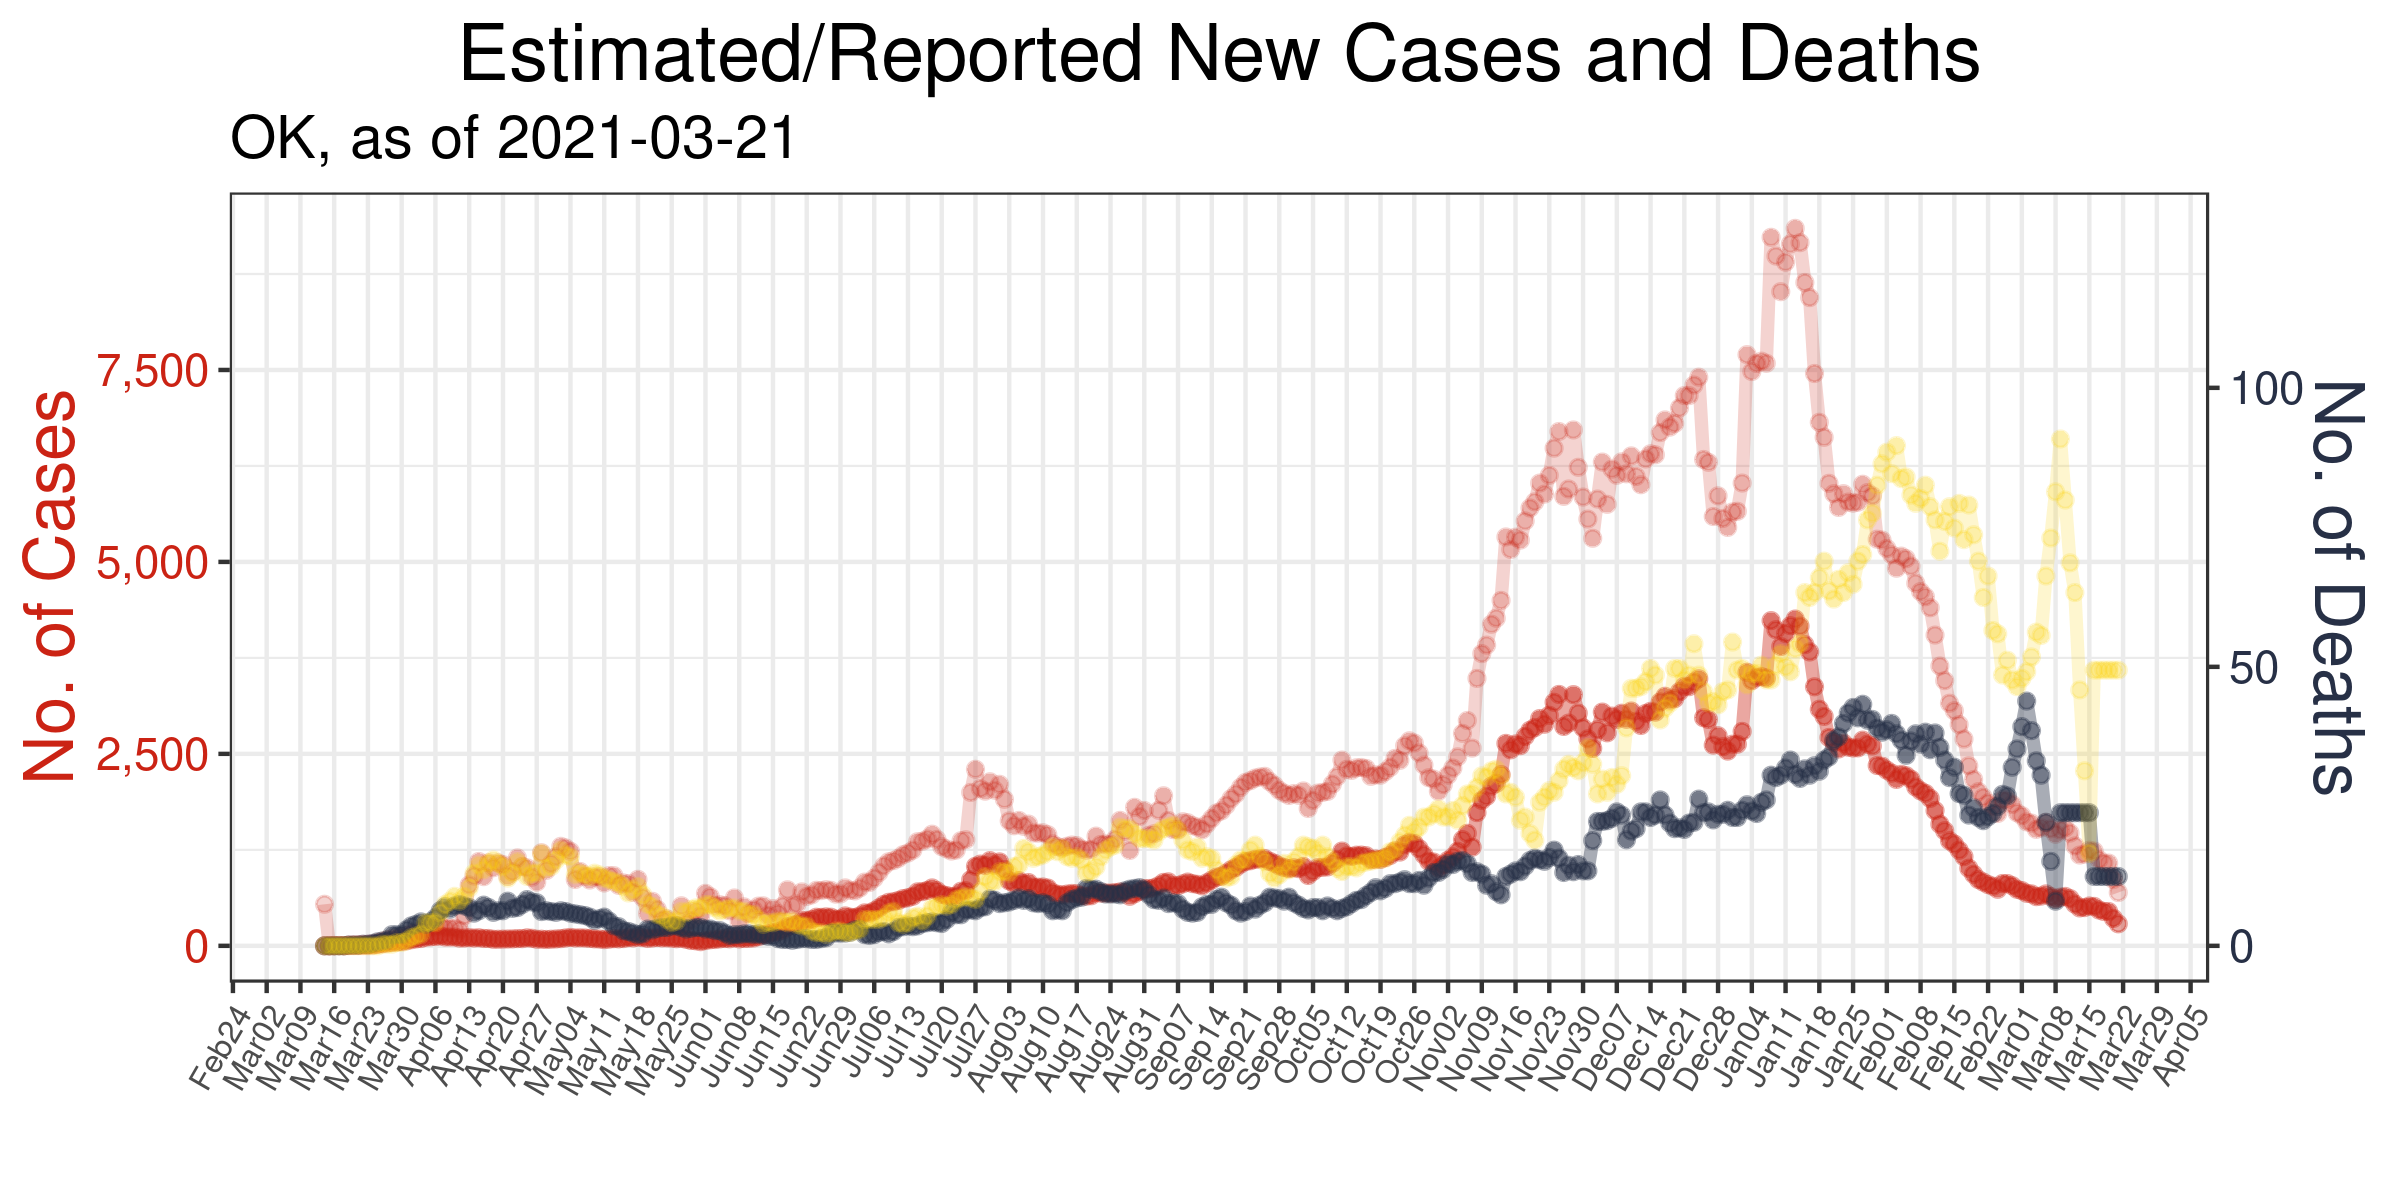 Estimated/Reported New Cases and Deaths
OK, as of 2021-03-21
No. of Cases
7,500
5,000
2,500
0
100
50
0
No. of Deaths
Feb24
Mar02
Mar09
Mar16
Mar23
Mar30
Apr06
Apr13
Apr20
Apr27
May04
May11
May18
May25
Jun01
Jun08
Jun15
Jun22
Jun29
Jul06
Jul13
Jul20
Jul27
Aug03
Aug10
Aug17
Aug24
Aug31
Sep07
Sep14
Sep21
Sep28
Oct05
Oct12
Oct19
Oct26
Nov02
Nov09
Nov16
Nov23
Nov30
Dec07
Dec14
Dec21
Dec28
Jan04
Jan11
Jan18
Jan25
Feb01
Feb08
Feb15
Feb22
Mar01
Mar08
Mar15
Mar22
Mar29
Apr05